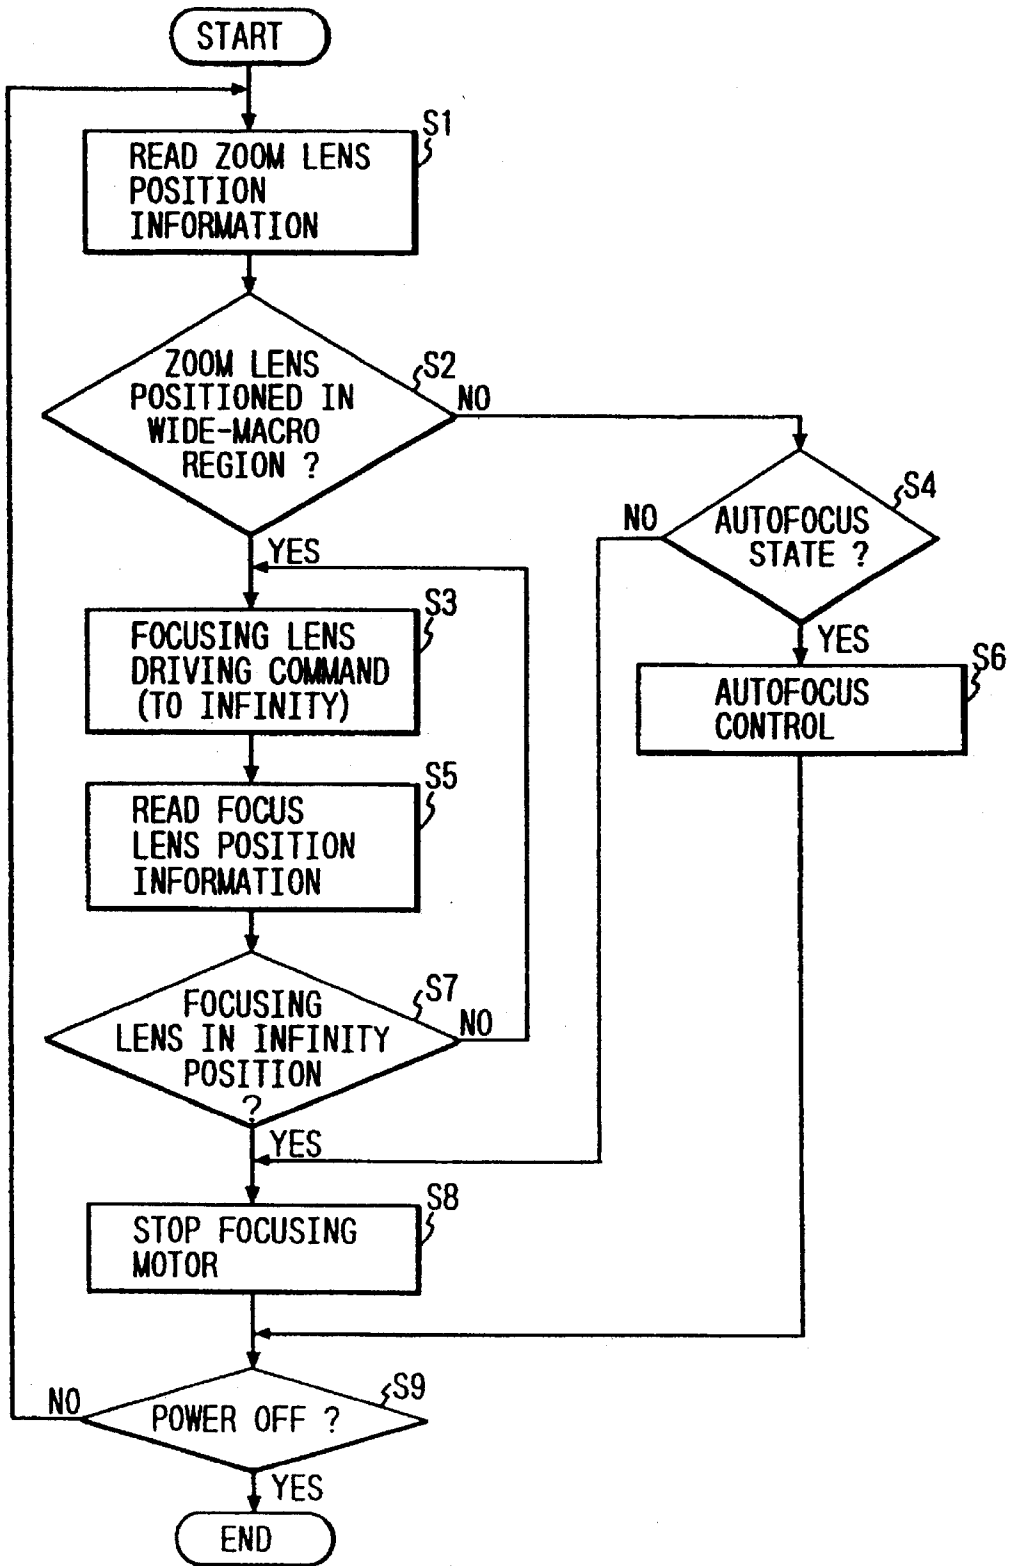 START
S1
READ ZOOM LENS
POSITION
INFORMATION
S2
ZOOM LENS
POSITIONED IN
WIDE-MACRO
REGION ?
NO
YES
S4
AUTOFOCUS
STATE ?
NO
YES
S3
FOCUSING LENS
DRIVING COMMAND
(TO INFINITY)
S6
AUTOFOCUS
CONTROL
S5
READ FOCUS
LENS POSITION
INFORMATION
S7
FOCUSING
LENS IN INFINITY
POSITION
?
NO
YES
S8
STOP FOCUSING
MOTOR
S9
POWER OFF ?
NO
YES
END